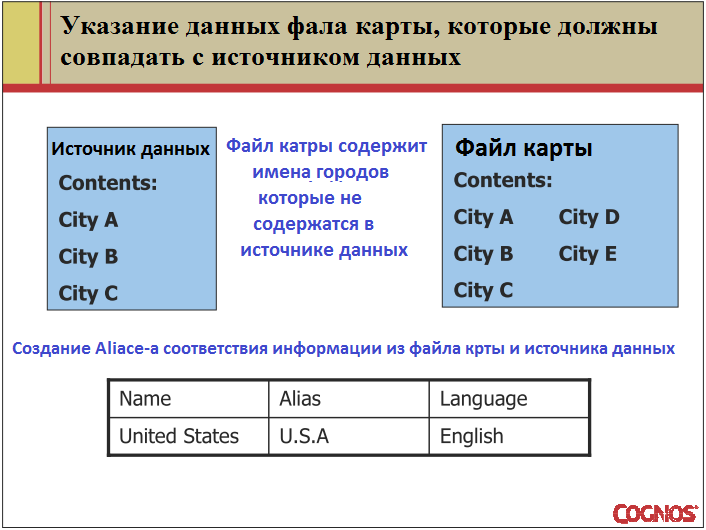 Указание данных фала карты, которые должны
совпадать с источником данных
Источник данных
Contents:
City A
City B
City C
Файл катры содержит
имена городов
которые не
содержатся в
источнике данных
Файл карты
Contents:
City A City D
City B City E
City C
Создание Aliace-а соответствия информации из файла крты и источника данных
Name Alias Language
United States U.S.A English
COGNOS